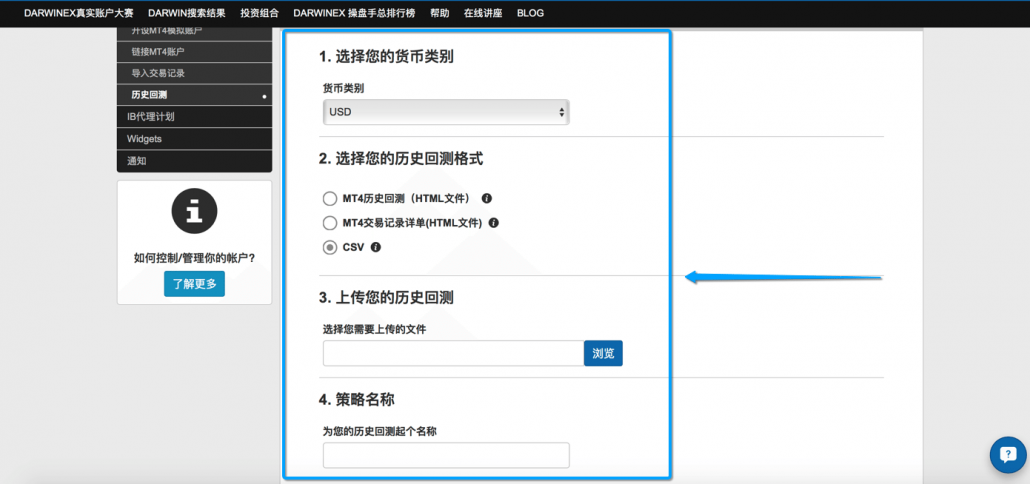 DARWINEX真实账户大赛 DARWIN搜索结果 投资组合 DARWINEX 操盘手总排行榜 帮助 在线讲座 BLOG
开设MT4模拟账户
链接MT4账户
导入交易记录
历史回测
IB代理计划
Widgets
通知
如何控制/管理你的帐户?
了解更多
1. 选择您的货币类别
货币类别
USD
2. 选择您的历史回测格式
MT4历史回测（HTML文件）
MT4交易记录详单(HTML文件)
CSV
3. 上传您的历史回测
选择您需要上传的文件
浏览
4. 策略名称
为您的历史回测起个名称